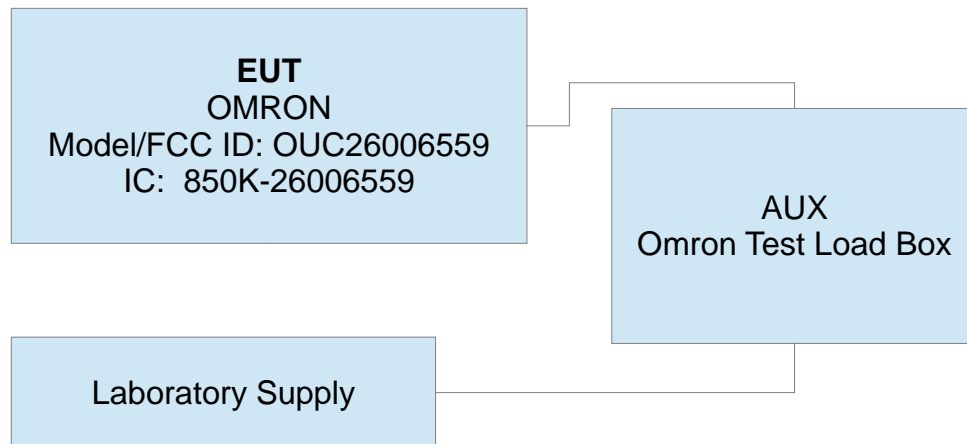 EUT
OMRON
Model/FCC ID: OUC26006559
IC:  850K-26006559
AUX
Omron Test Load Box
Laboratory Supply